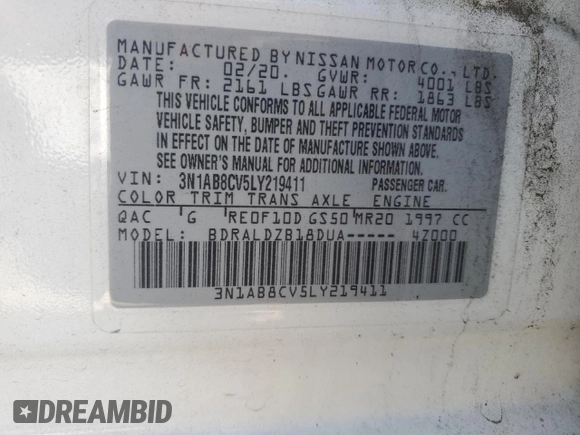 MANUFACTURED BY NISSAN MOTOR CO., LTD.
DATE: 02/20. GVWR: 4001 LBS
GAWR FR: 2161 LBS GAWR RR: 1863 LBS
THIS VEHICLE CONFORMS TO ALL APPLICABLE FEDERAL MOTOR
VEHICLE SAFETY, BUMPER AND THEFT PREVENTION STANDARDS
IN EFFECT ON THE DATE OF MANUFACTURE SHOWN ABOVE.
SEE OWNER'S MANUAL FOR ADDITIONAL INFORMATION.
VIN: 3N1AB8CV5LY219411 PASSENGER CAR.
COLOR TRIM TRANS AXLE ENGINE
QAC G RE0F10D GS50 MR20 1997 CC
MODEL: BDRALDZB18DUA----- 4Z000
3N1AB8CV5LY219411
DREAMBID